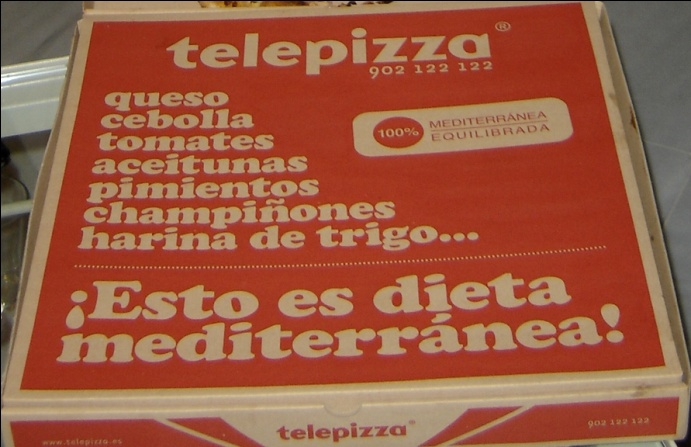 telepizza®
902 122 122
queso
cebolla
tomates
aceitunas
pimientos
champiñones
harina de trigo...
100%
MEDITERRÁNEA
EQUILIBRADA
¡Esto es dieta
mediterránea!
www.telepizza.es
telepizza®
902 122 122